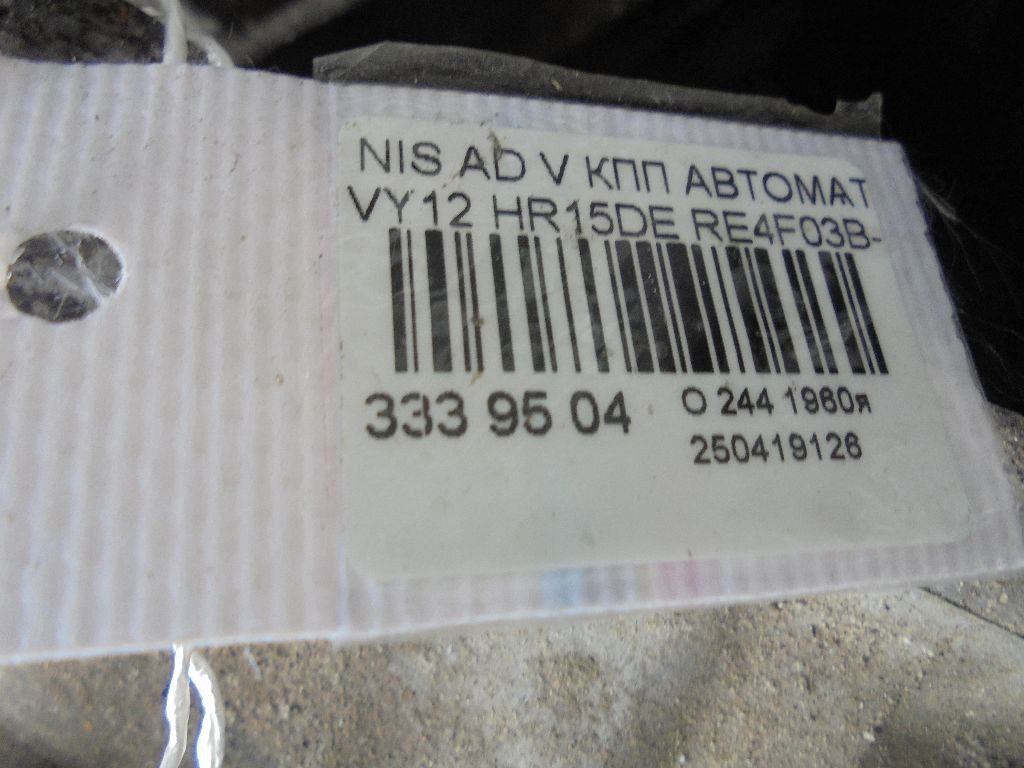 NIS AD V КПП АВТОМАТ
VY12 HR15DE RE4F03B-
333 95 04
О 244 1960я
250419126